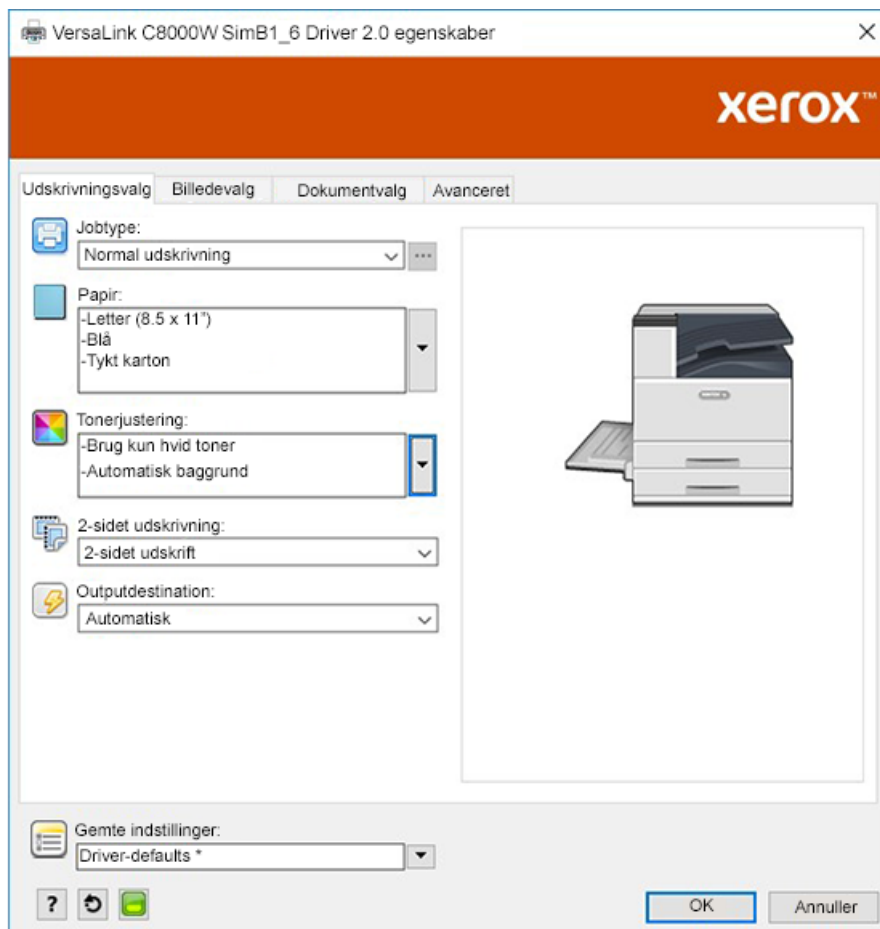 VersaLink C8000W SimB1_6 Driver 2.0 egenskaber
xerox™
Udskrivningsvalg Billedevalg Dokumentvalg Avanceret
Jobtype:
Normal udskrivning
Papir:
-Letter (8.5 x 11”)
-Blå
-Tykt karton
Tonerjustering:
-Brug kun hvid toner
-Automatisk baggrund
2-sidet udskrivning:
2-sidet udskrift
Outputdestination:
Automatisk
Gemte indstillinger:
Driver-defaults *
?
OK Annuller